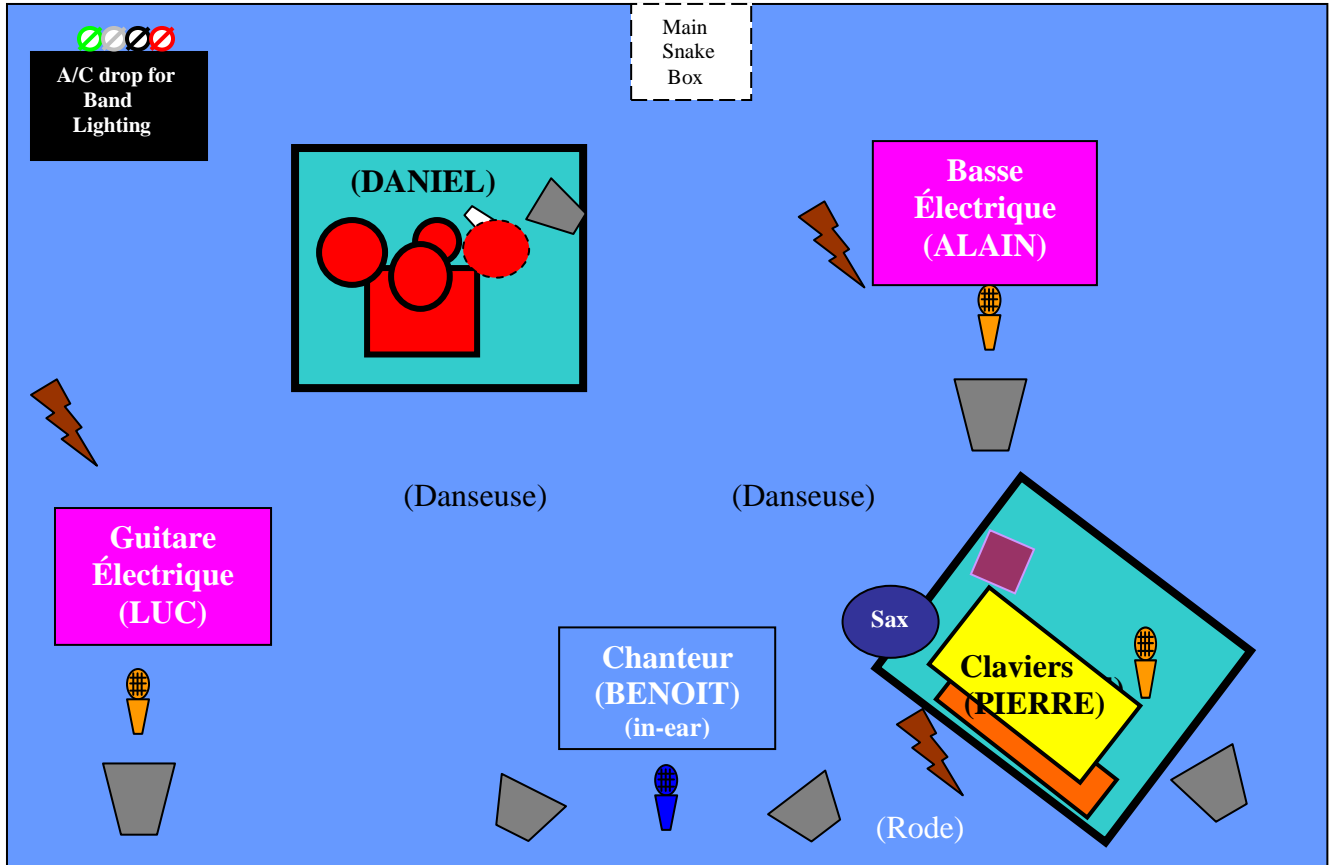 Main
Snake
Box
A/C drop for
Band
Lighting
(DANIEL)
Basse
Électrique
(ALAIN)
(Danseuse)
(Danseuse)
Guitare
Électrique
(LUC)
Sax
Chanteur
(BENOIT)
(in-ear)
Claviers
(PIERRE)
(Rode)